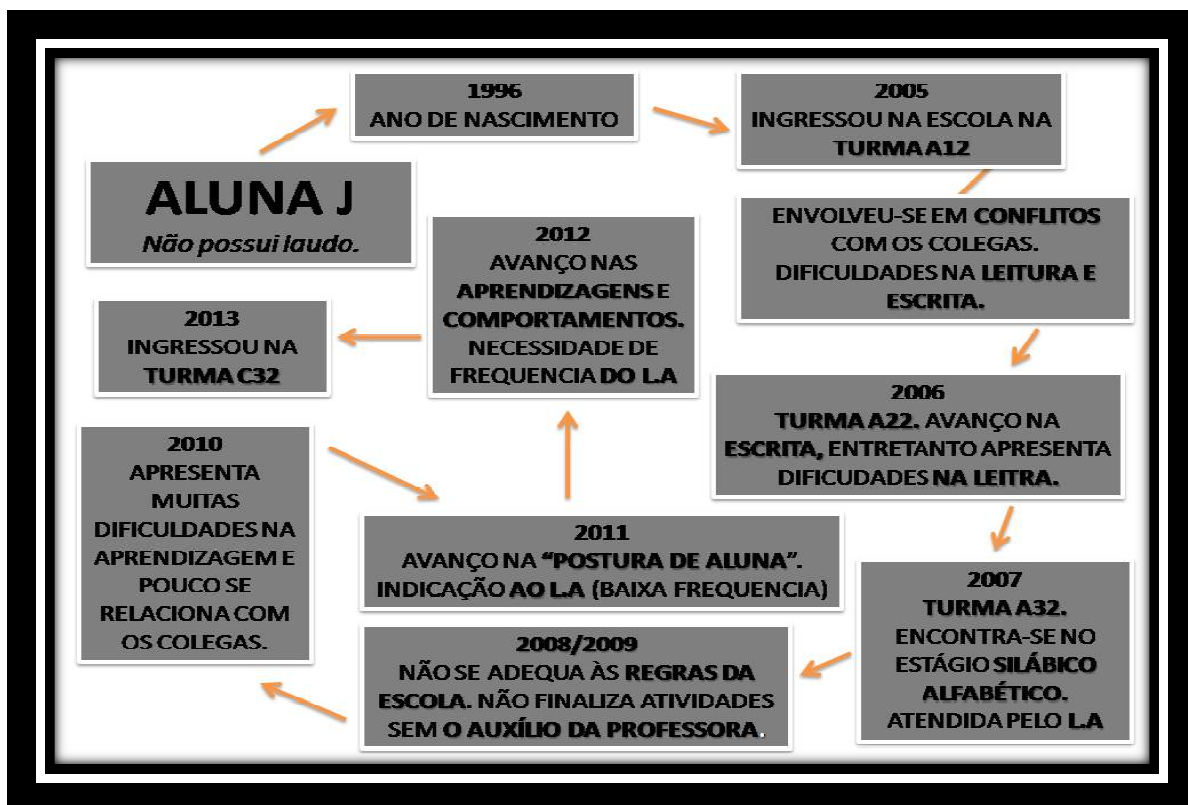 ALUNA J
Não possui laudo.
1996
ANO DE NASCIMENTO
2005
INGRESSOU NA ESCOLA NA
TURMA A12
ENVOLVEU-SE EM CONFLITOS
COM OS COLEGAS.
DIFICULDADES NA LEITURA E
ESCRITA.
2006
TURMA A22. AVANÇO NA
ESCRITA, ENTRETANTO APRESENTA
DIFICUDADES NA LEITRA.
2007
TURMA A32.
ENCONTRA-SE NO
ESTÁGIO SILÁBICO
ALFABÉTICO.
ATENDIDA PELO L.A
2008/2009
NÃO SE ADEQUA ÀS REGRAS DA
ESCOLA. NÃO FINALIZA ATIVIDADES
SEM O AUXÍLIO DA PROFESSORA.
2010
APRESENTA
MUITAS
DIFICULDADES NA
APRENDIZAGEM E
POUCO SE
RELACIONA COM
OS COLEGAS.
2011
AVANÇO NA “POSTURA DE ALUNA”.
INDICAÇÃO AO L.A (BAIXA FREQUENCIA)
2012
AVANÇO NAS
APRENDIZAGENS E
COMPORTAMENTOS.
NECESSIDADE DE
FREQUENCIA DO L.A
2013
INGRESSOU NA
TURMA C32